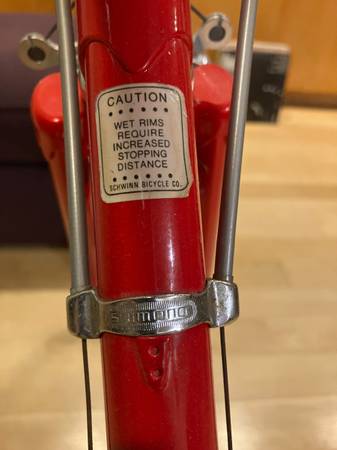 CAUTION
WET RIMS
REQUIRE
INCREASED
STOPPING
DISTANCE
SCHWINN BICYCLE CO.
SHIMANO